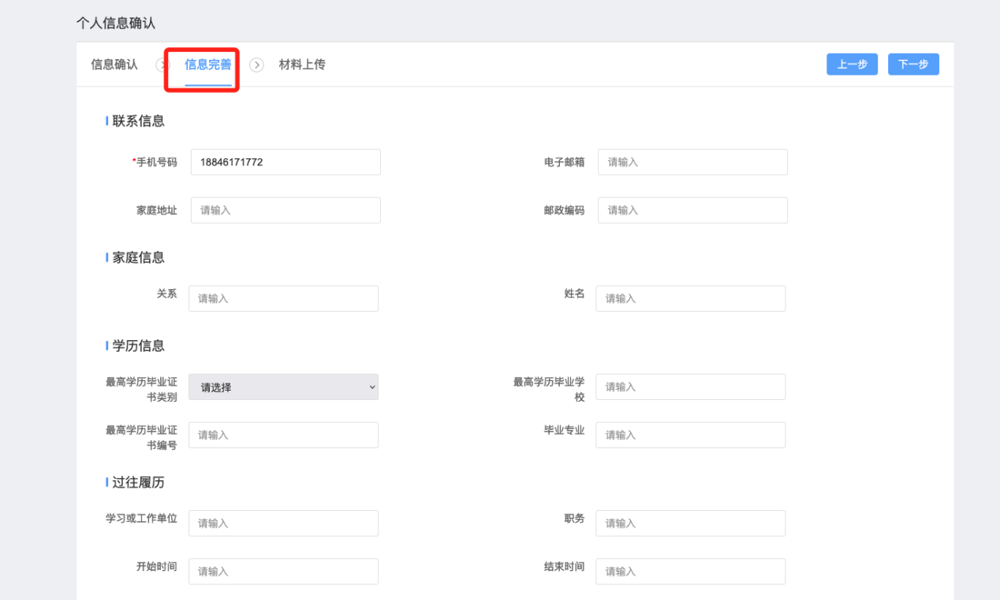 个人信息确认
信息确认 信息完善 材料上传 上一步 下一步
联系信息
*手机号码 18846171772 电子邮箱 请输入
家庭地址 请输入 邮政编码 请输入
家庭信息
关系 请输入 姓名 请输入
学历信息
最高学历毕业证书类别 请选择 最高学历毕业学校 请输入
最高学历毕业证书编号 请输入 毕业专业 请输入
过往履历
学习或工作单位 请输入 职务 请输入
开始时间 请输入 结束时间 请输入